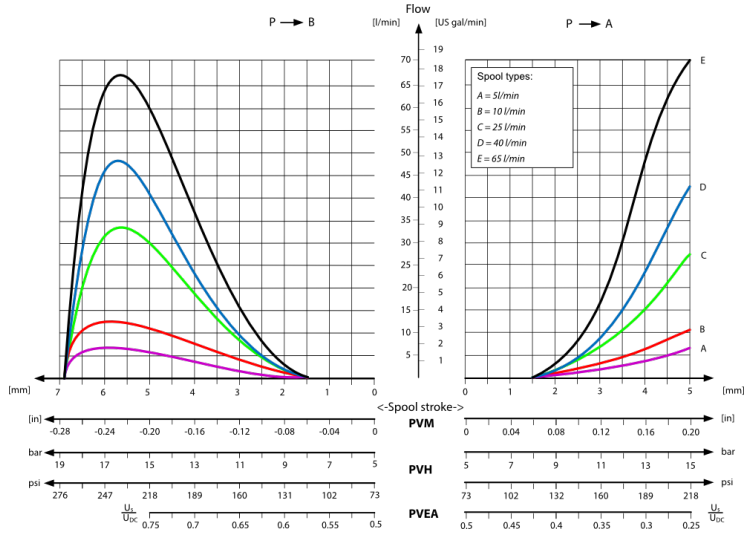 Flow
P → B [l/min] [US gal/min] P → A
70
65
60
55
50
45
40
35
30
25
20
15
10
5
19
18
17
16
15
14
13
12
11
10
9
8
7
6
5
4
3
2
1
Spool types:
A = 5l/min
B = 10 l/min
C = 25 l/min
D = 40 l/min
E = 65 l/min
E
D
C
B
A
7 6 5 4 3 2 1 0
[mm]
0 1 2 3 4 5
[mm]
<-Spool stroke->
[in] -0.28 -0.24 -0.20 -0.16 -0.12 -0.08 -0.04 0
PVM
0 0.04 0.08 0.12 0.16 0.20 [in]
bar 19 17 15 13 11 9 7 5
PVH
5 7 9 11 13 15 bar
psi 276 247 218 189 160 131 102 73
73 102 132 160 189 218 psi
Us/UDC 0.75 0.7 0.65 0.6 0.55 0.5
PVEA
0.5 0.45 0.4 0.35 0.3 0.25 Us/UDC